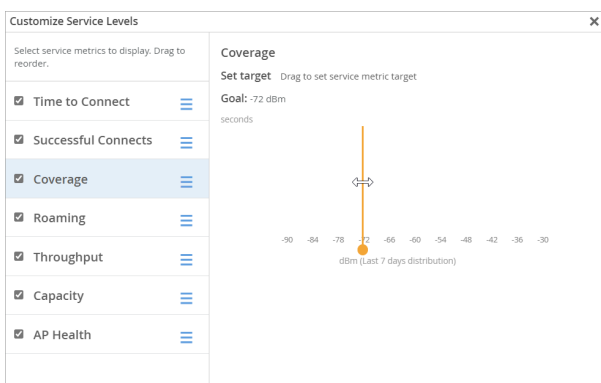 Customize Service Levels
Select service metrics to display. Drag to
reorder.
Time to Connect
Successful Connects
Coverage
Roaming
Throughput
Capacity
AP Health
Coverage
Set target Drag to set service metric target
Goal: -72 dBm
seconds
-90 -84 -78 -72 -66 -60 -54 -48 -42 -36 -30
dBm (Last 7 days distribution)